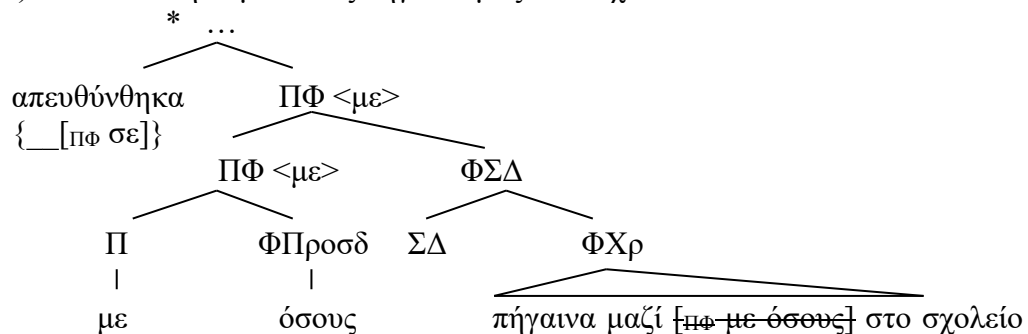 * …
απευθύνθηκα ΠΦ <με>
{__[ΠΦ σε]}
ΠΦ <με> ΦΣΔ
Π ΦΠροσδ ΣΔ ΦΧρ
με όσους πήγαινα μαζί [ΠΦ με όσους] στο σχολείο